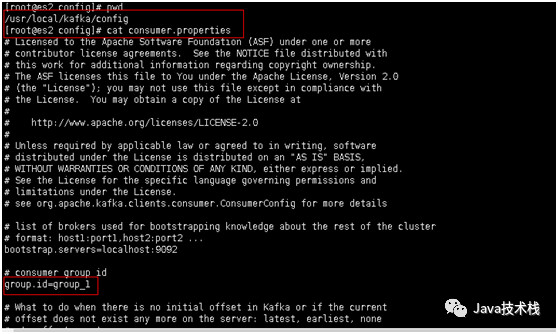 [root@es2 config]# pwd
/usr/local/kafka/config
[root@es2 config]# cat consumer.properties
# Licensed to the Apache Software Foundation (ASF) under one or more
# contributor license agreements.  See the NOTICE file distributed with
# this work for additional information regarding copyright ownership.
# The ASF licenses this file to You under the Apache License, Version 2.0
# (the "License"); you may not use this file except in compliance with
# the License.  You may obtain a copy of the License at
#
#    http://www.apache.org/licenses/LICENSE-2.0
#
# Unless required by applicable law or agreed to in writing, software
# distributed under the License is distributed on an "AS IS" BASIS,
# WITHOUT WARRANTIES OR CONDITIONS OF ANY KIND, either express or implied.
# See the License for the specific language governing permissions and
# limitations under the License.
# see org.apache.kafka.clients.consumer.ConsumerConfig for more details

# list of brokers used for bootstrapping knowledge about the rest of the cluster
# format: host1:port1,host2:port2 ...
bootstrap.servers=localhost:9092

# consumer group id
group.id=group_1

# What to do when there is no initial offset in Kafka or if the current
# offset does not exist any more on the server: latest, earliest, none
Java技术栈